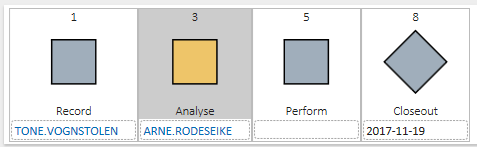 1 3 5 8
Record Analyse Perform Closeout
TONE.VOGNSTOLEN ARNE.RODESEIKE 2017-11-19